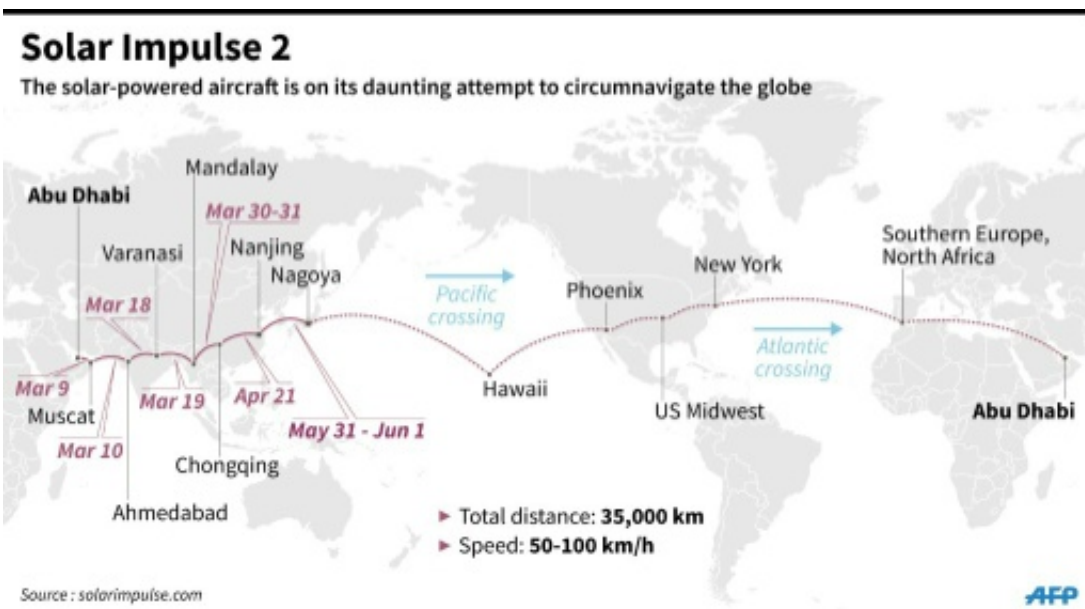 Solar Impulse 2
The solar-powered aircraft is on its daunting attempt to circumnavigate the globe
Mandalay
Abu Dhabi
Mar 30-31
Varanasi
Nanjing
Nagoya
Mar 18
Pacific
crossing
Phoenix
New York
Southern Europe,
North Africa
Atlantic
crossing
Mar 9
Muscat
Mar 10
Mar 19
Apr 21
May 31 - Jun 1
Hawaii
US Midwest
Abu Dhabi
Chongqing
Ahmedabad
Total distance: 35,000 km
Speed: 50-100 km/h
Source : solarimpulse.com
AFP